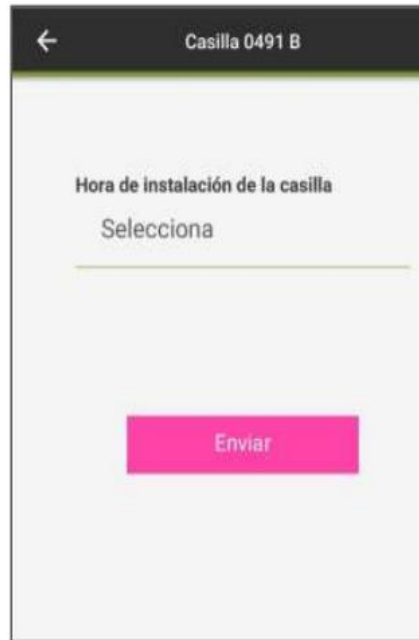 Casilla 0491 B
Hora de instalación de la casilla
Selecciona
Enviar